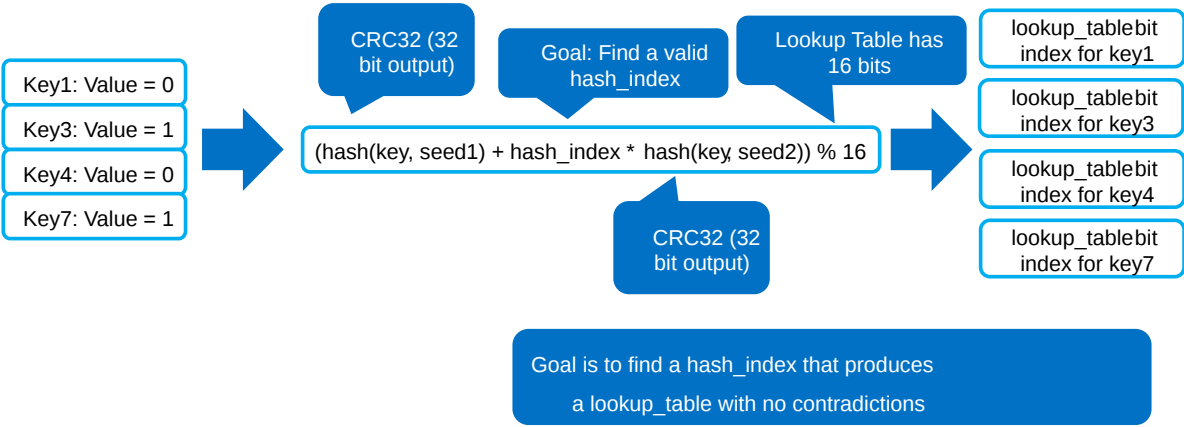 CRC32 (32
bit output)
Goal: Find a valid
hash_index
Lookup Table has
16 bits
Key1: Value = 0
Key3: Value = 1
Key4: Value = 0
Key7: Value = 1
(hash(key, seed1) + hash_index * hash(key, seed2)) % 16
CRC32 (32
bit output)
lookup_tablebit
index for key1
lookup_tablebit
index for key3
lookup_tablebit
index for key4
lookup_tablebit
index for key7
Goal is to find a hash_index that produces
a lookup_table with no contradictions